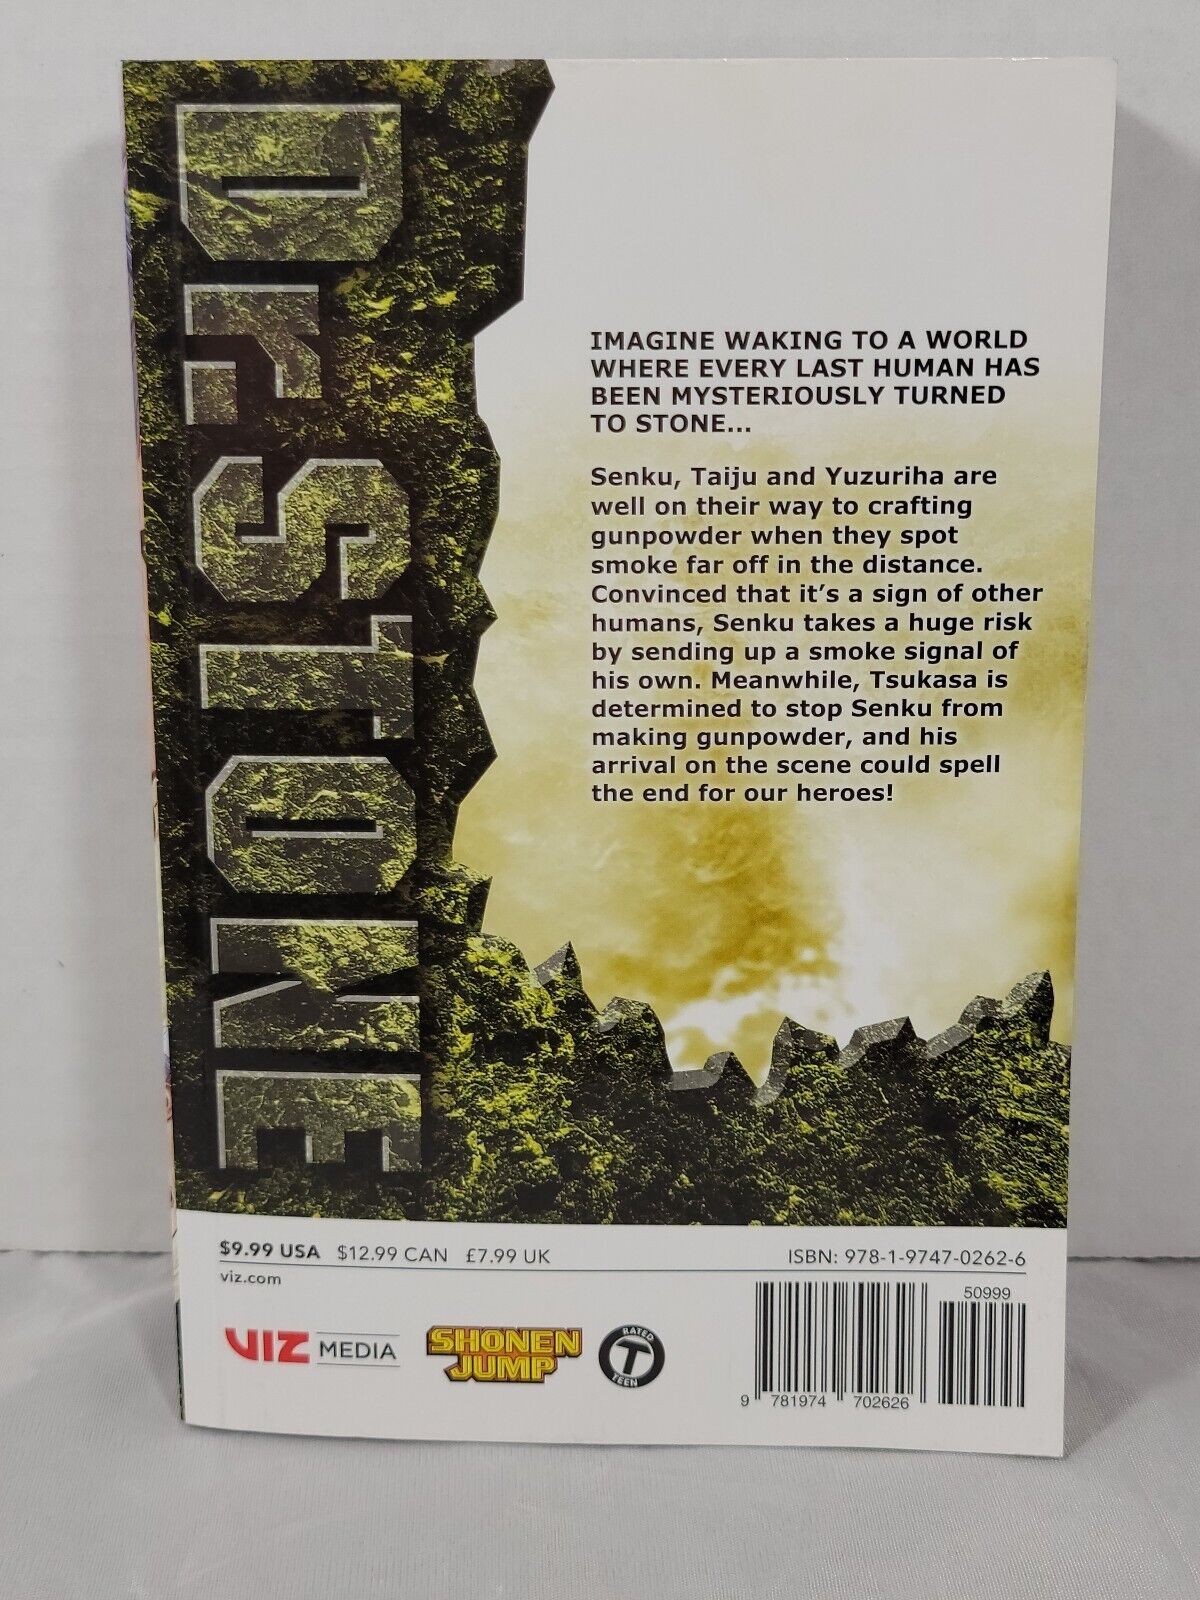 Dr.STONE
IMAGINE WAKING TO A WORLD
WHERE EVERY LAST HUMAN HAS
BEEN MYSTERIOUSLY TURNED
TO STONE...
Senku, Taiju and Yuzuriha are
well on their way to crafting
gunpowder when they spot
smoke far off in the distance.
Convinced that it's a sign of other
humans, Senku takes a huge risk
by sending up a smoke signal of
his own. Meanwhile, Tsukasa is
determined to stop Senku from
making gunpowder, and his
arrival on the scene could spell
the end for our heroes!
$9.99 USA $12.99 CAN £7.99 UK
ISBN: 978-1-9747-0262-6
viz.com
VIZ MEDIA
SHONEN
JUMP
RATED
T
TEEN
50999
9 781974 702626